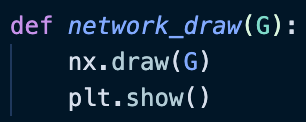 def network_draw(G):
    nx.draw(G)
    plt.show()